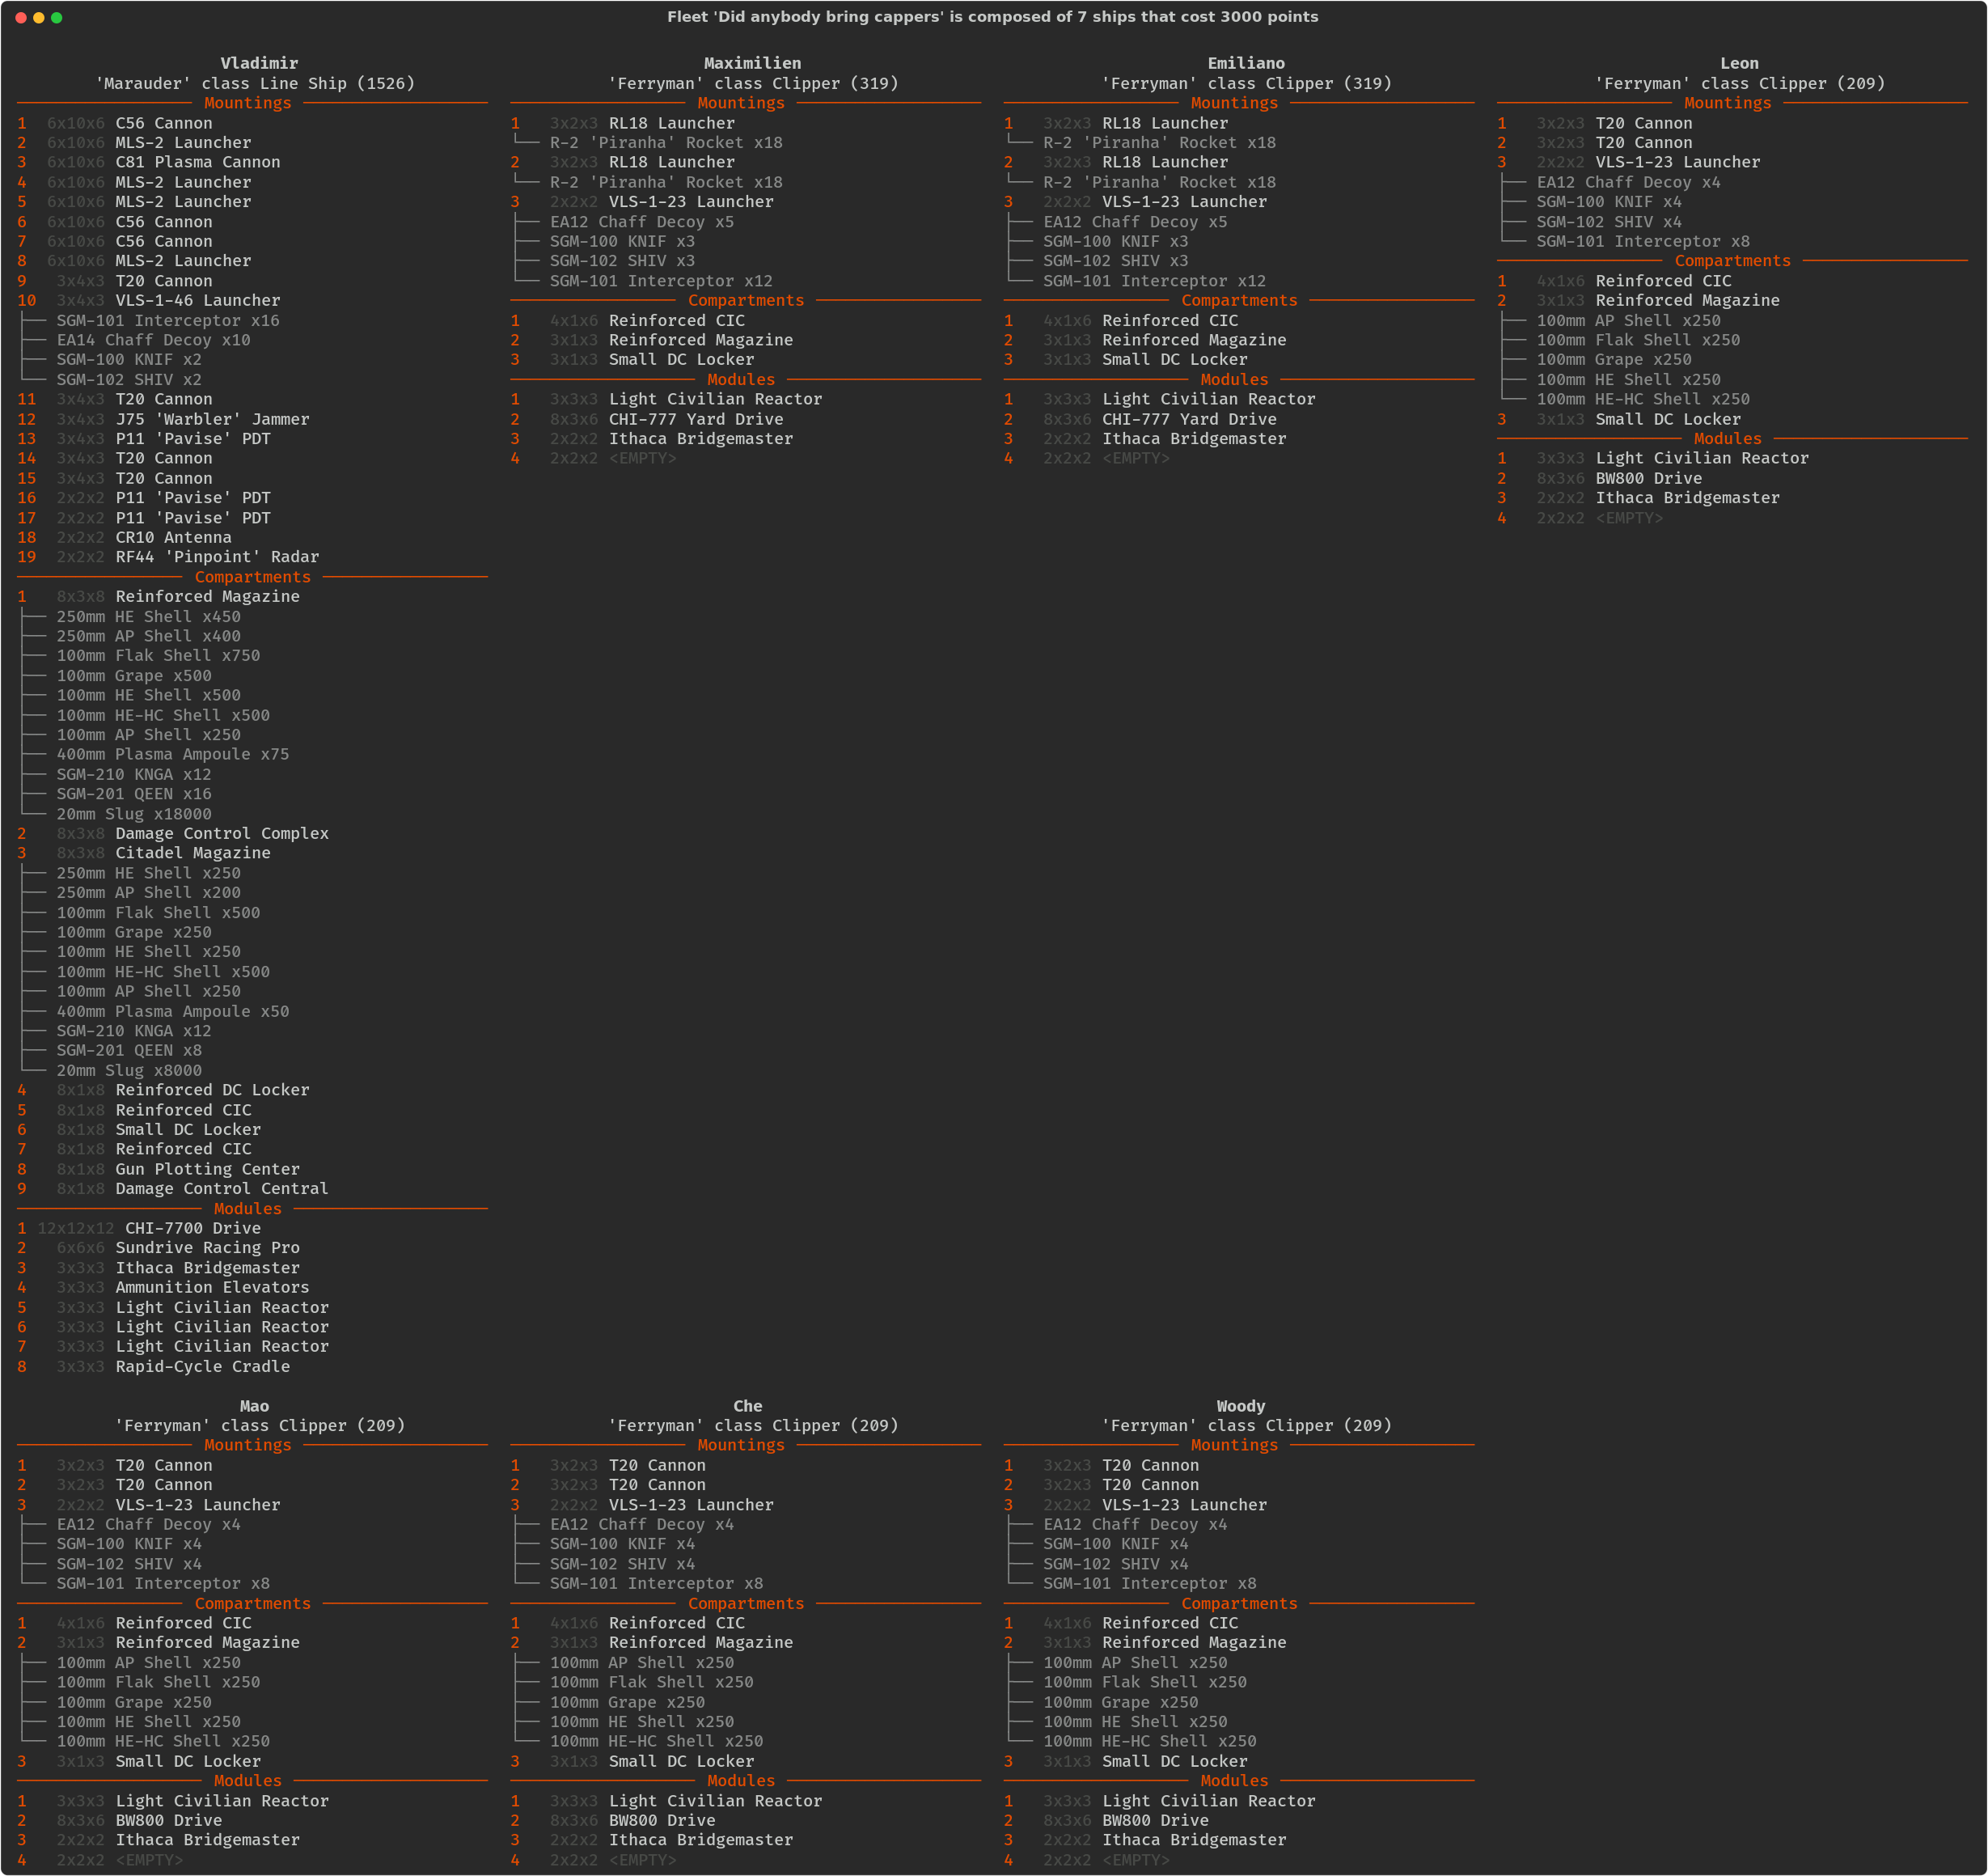 Fleet 'Did anybody bring cappers' is composed of 7 ships that cost 3000 points
Vladimir
'Marauder' class Line Ship (1526)
Mountings
1 6x10x6 C56 Cannon
2 6x10x6 MLS-2 Launcher
3 6x10x6 C81 Plasma Cannon
4 6x10x6 MLS-2 Launcher
5 6x10x6 MLS-2 Launcher
6 6x10x6 C56 Cannon
7 6x10x6 C56 Cannon
8 6x10x6 MLS-2 Launcher
9 3x4x3 T20 Cannon
10 3x4x3 VLS-1-46 Launcher
SGM-101 Interceptor x16
EA14 Chaff Decoy x10
SGM-100 KNIF x2
SGM-102 SHIV x2
11 3x4x3 T20 Cannon
12 3x4x3 J75 'Warbler' Jammer
13 3x4x3 P11 'Pavise' PDT
14 3x4x3 T20 Cannon
15 3x4x3 T20 Cannon
16 2x2x2 P11 'Pavise' PDT
17 2x2x2 P11 'Pavise' PDT
18 2x2x2 CR10 Antenna
19 2x2x2 RF44 'Pinpoint' Radar
Compartments
1 8x3x8 Reinforced Magazine
250mm HE Shell x450
250mm AP Shell x400
100mm Flak Shell x750
100mm Grape x500
100mm HE Shell x500
100mm HE-HC Shell x500
100mm AP Shell x250
400mm Plasma Ampoule x75
SGM-210 KNGA x12
SGM-201 QEEN x16
20mm Slug x18000
2 8x3x8 Damage Control Complex
3 8x3x8 Citadel Magazine
250mm HE Shell x250
250mm AP Shell x200
100mm Flak Shell x500
100mm Grape x250
100mm HE Shell x250
100mm HE-HC Shell x500
100mm AP Shell x250
400mm Plasma Ampoule x50
SGM-210 KNGA x12
SGM-201 QEEN x8
20mm Slug x8000
4 8x1x8 Reinforced DC Locker
5 8x1x8 Reinforced CIC
6 8x1x8 Small DC Locker
7 8x1x8 Reinforced CIC
8 8x1x8 Gun Plotting Center
9 8x1x8 Damage Control Central
Modules
1 12x12x12 CHI-7700 Drive
2 6x6x6 Sundrive Racing Pro
3 3x3x3 Ithaca Bridgemaster
4 3x3x3 Ammunition Elevators
5 3x3x3 Light Civilian Reactor
6 3x3x3 Light Civilian Reactor
7 3x3x3 Light Civilian Reactor
8 3x3x3 Rapid-Cycle Cradle
Maximilien
'Ferryman' class Clipper (319)
Mountings
1 3x2x3 RL18 Launcher
R-2 'Piranha' Rocket x18
2 3x2x3 RL18 Launcher
R-2 'Piranha' Rocket x18
3 2x2x2 VLS-1-23 Launcher
EA12 Chaff Decoy x5
SGM-100 KNIF x3
SGM-102 SHIV x3
SGM-101 Interceptor x12
Compartments
1 4x1x6 Reinforced CIC
2 3x1x3 Reinforced Magazine
3 3x1x3 Small DC Locker
Modules
1 3x3x3 Light Civilian Reactor
2 8x3x6 CHI-777 Yard Drive
3 2x2x2 Ithaca Bridgemaster
4 2x2x2 <EMPTY>
Emiliano
'Ferryman' class Clipper (319)
Mountings
1 3x2x3 RL18 Launcher
R-2 'Piranha' Rocket x18
2 3x2x3 RL18 Launcher
R-2 'Piranha' Rocket x18
3 2x2x2 VLS-1-23 Launcher
EA12 Chaff Decoy x5
SGM-100 KNIF x3
SGM-102 SHIV x3
SGM-101 Interceptor x12
Compartments
1 4x1x6 Reinforced CIC
2 3x1x3 Reinforced Magazine
3 3x1x3 Small DC Locker
Modules
1 3x3x3 Light Civilian Reactor
2 8x3x6 CHI-777 Yard Drive
3 2x2x2 Ithaca Bridgemaster
4 2x2x2 <EMPTY>
Leon
'Ferryman' class Clipper (209)
Mountings
1 3x2x3 T20 Cannon
2 3x2x3 T20 Cannon
3 2x2x2 VLS-1-23 Launcher
EA12 Chaff Decoy x4
SGM-100 KNIF x4
SGM-102 SHIV x4
SGM-101 Interceptor x8
Compartments
1 4x1x6 Reinforced CIC
2 3x1x3 Reinforced Magazine
100mm AP Shell x250
100mm Flak Shell x250
100mm Grape x250
100mm HE Shell x250
100mm HE-HC Shell x250
3 3x1x3 Small DC Locker
Modules
1 3x3x3 Light Civilian Reactor
2 8x3x6 BW800 Drive
3 2x2x2 Ithaca Bridgemaster
4 2x2x2 <EMPTY>
Mao
'Ferryman' class Clipper (209)
Mountings
1 3x2x3 T20 Cannon
2 3x2x3 T20 Cannon
3 2x2x2 VLS-1-23 Launcher
EA12 Chaff Decoy x4
SGM-100 KNIF x4
SGM-102 SHIV x4
SGM-101 Interceptor x8
Compartments
1 4x1x6 Reinforced CIC
2 3x1x3 Reinforced Magazine
100mm AP Shell x250
100mm Flak Shell x250
100mm Grape x250
100mm HE Shell x250
100mm HE-HC Shell x250
3 3x1x3 Small DC Locker
Modules
1 3x3x3 Light Civilian Reactor
2 8x3x6 BW800 Drive
3 2x2x2 Ithaca Bridgemaster
4 2x2x2 <EMPTY>
Che
'Ferryman' class Clipper (209)
Mountings
1 3x2x3 T20 Cannon
2 3x2x3 T20 Cannon
3 2x2x2 VLS-1-23 Launcher
EA12 Chaff Decoy x4
SGM-100 KNIF x4
SGM-102 SHIV x4
SGM-101 Interceptor x8
Compartments
1 4x1x6 Reinforced CIC
2 3x1x3 Reinforced Magazine
100mm AP Shell x250
100mm Flak Shell x250
100mm Grape x250
100mm HE Shell x250
100mm HE-HC Shell x250
3 3x1x3 Small DC Locker
Modules
1 3x3x3 Light Civilian Reactor
2 8x3x6 BW800 Drive
3 2x2x2 Ithaca Bridgemaster
4 2x2x2 <EMPTY>
Woody
'Ferryman' class Clipper (209)
Mountings
1 3x2x3 T20 Cannon
2 3x2x3 T20 Cannon
3 2x2x2 VLS-1-23 Launcher
EA12 Chaff Decoy x4
SGM-100 KNIF x4
SGM-102 SHIV x4
SGM-101 Interceptor x8
Compartments
1 4x1x6 Reinforced CIC
2 3x1x3 Reinforced Magazine
100mm AP Shell x250
100mm Flak Shell x250
100mm Grape x250
100mm HE Shell x250
100mm HE-HC Shell x250
3 3x1x3 Small DC Locker
Modules
1 3x3x3 Light Civilian Reactor
2 8x3x6 BW800 Drive
3 2x2x2 Ithaca Bridgemaster
4 2x2x2 <EMPTY>